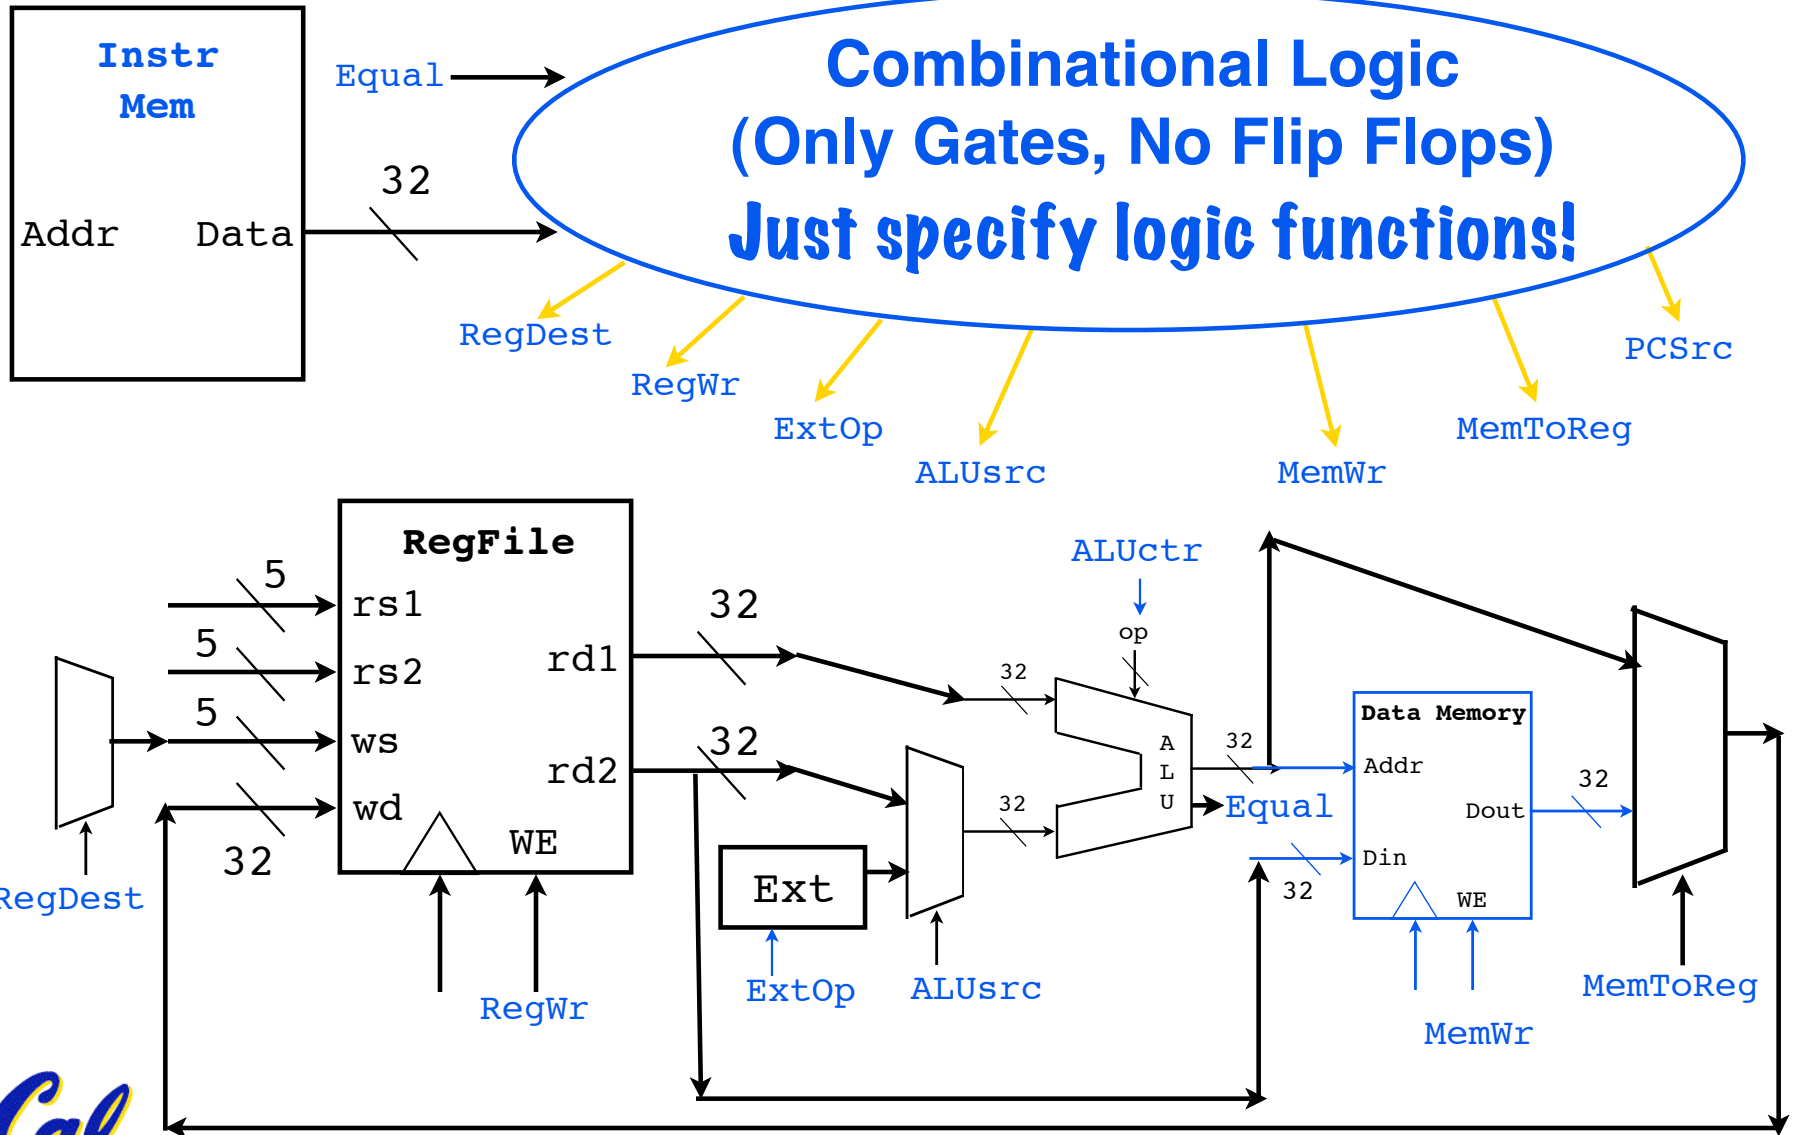 Instr
Mem
Addr
Data
Equal
32
Combinational Logic
(Only Gates, No Flip Flops)
Just specify logic functions!
RegDest
RegWr
ExtOp
ALUsrc
MemWr
MemToReg
PCSrc
RegFile
5
rs1
5
rs2
5
ws
wd
32
rd1
rd2
WE
32
32
RegDest
RegWr
Ext
ExtOp
ALUsrc
ALUctr
op
32
32
A
L
U
32
Equal
Data Memory
Addr
Dout
Din
WE
32
32
MemWr
MemToReg
Cal